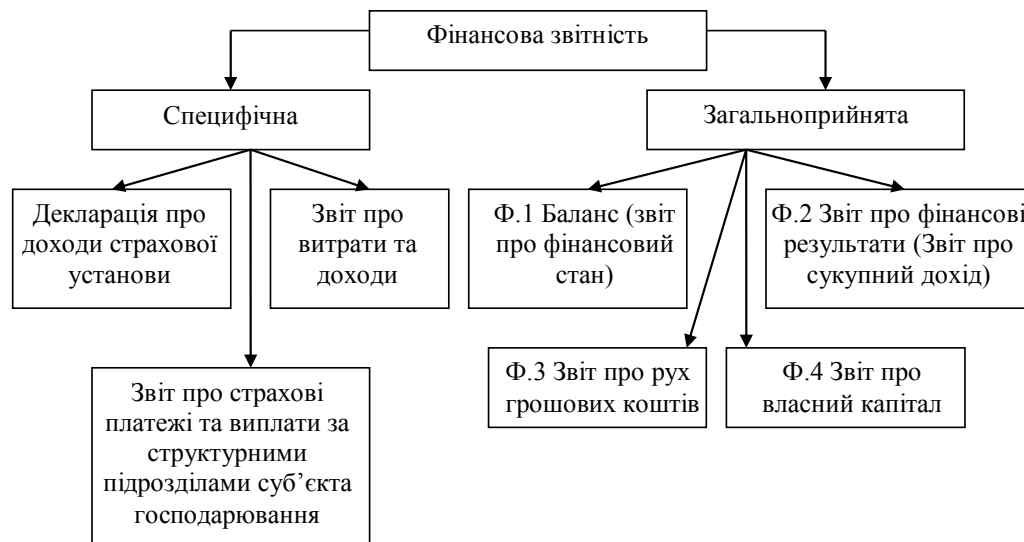 Фінансова звітність
Специфічна
Загальноприйнята
Декларація про
доходи страхової
установи
Звіт про
витрати та
доходи
Ф.1 Баланс (звіт
про фінансовий
стан)
Ф.2 Звіт про фінансові
результати (Звіт про
сукупний дохід)
Звіт про страхові
платежі та виплати за
структурними
підрозділами суб’єкта
господарювання
Ф.3 Звіт про рух
грошових коштів
Ф.4 Звіт про
власний капітал